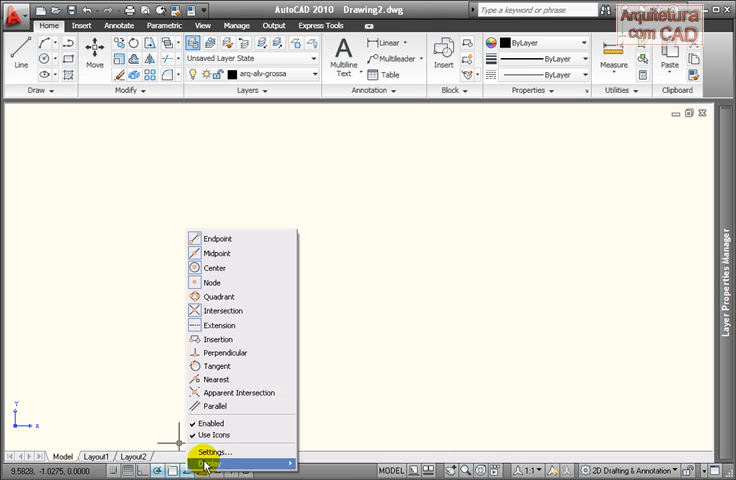 AutoCAD 2010 Drawing2.dwg
Type a keyword or phrase
Arquitetura
com CAD
Home Insert Annotate Parametric View Manage Output Express Tools
Line
Move
Unsaved Layer State
arq-alv-grossa
Multiline
Text
Linear
Multileader
Table
Insert
ByLayer
ByLayer
ByLayer
Measure
Paste
Draw Modify Layers Annotation Block Properties Utilities Clipboard
Layer Properties Manager
Endpoint
Midpoint
Center
Node
Quadrant
Intersection
Extension
Insertion
Perpendicular
Tangent
Nearest
Apparent Intersection
Parallel
Enabled
Use Icons
Settings...
Display
Y
X
Model Layout1 Layout2
9.5828, -1.0275, 0.0000
MODEL
1:1
2D Drafting & Annotation